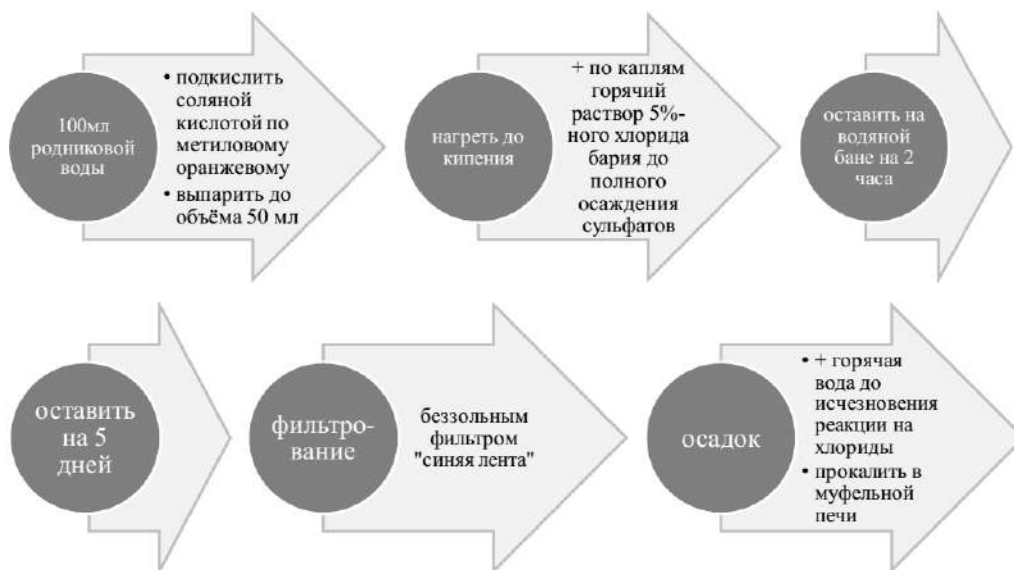 100мл
родниковой
воды
• подкислить
соляной
кислотой по
метиловому
оранжевому
• выпарить до
объёма 50 мл
нагреть до
кипения
+ по каплям
горячий
раствор 5%-
ного хлорида
бария до
полного
осаждения
сульфатов
оставить на
водяной
бане на 2
часа
оставить
на 5
дней
фильтро-
вание
беззольным
фильтром
"синяя лента"
осадок
• + горячая
вода до
исчезновения
реакции на
хлориды
• прокалить в
муфельной
печи